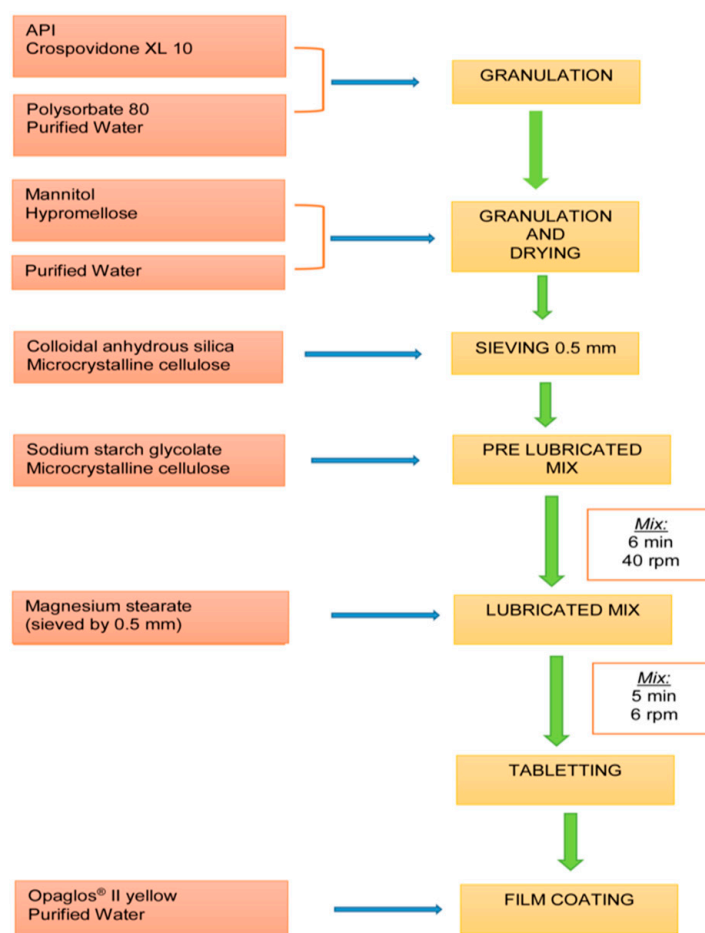 API
Crospovidone XL 10
GRANULATION
Polysorbate 80
Purified Water
Mannitol
Hypromellose
GRANULATION
AND
DRYING
Purified Water
Colloidal anhydrous silica
Microcrystalline cellulose
SIEVING 0.5 mm
Sodium starch glycolate
Microcrystalline cellulose
PRE LUBRICATED
MIX
Mix:
6 min
40 rpm
Magnesium stearate
(sieved by 0.5 mm)
LUBRICATED MIX
Mix:
5 min
6 rpm
TABLETTING
Opaglos® II yellow
Purified Water
FILM COATING